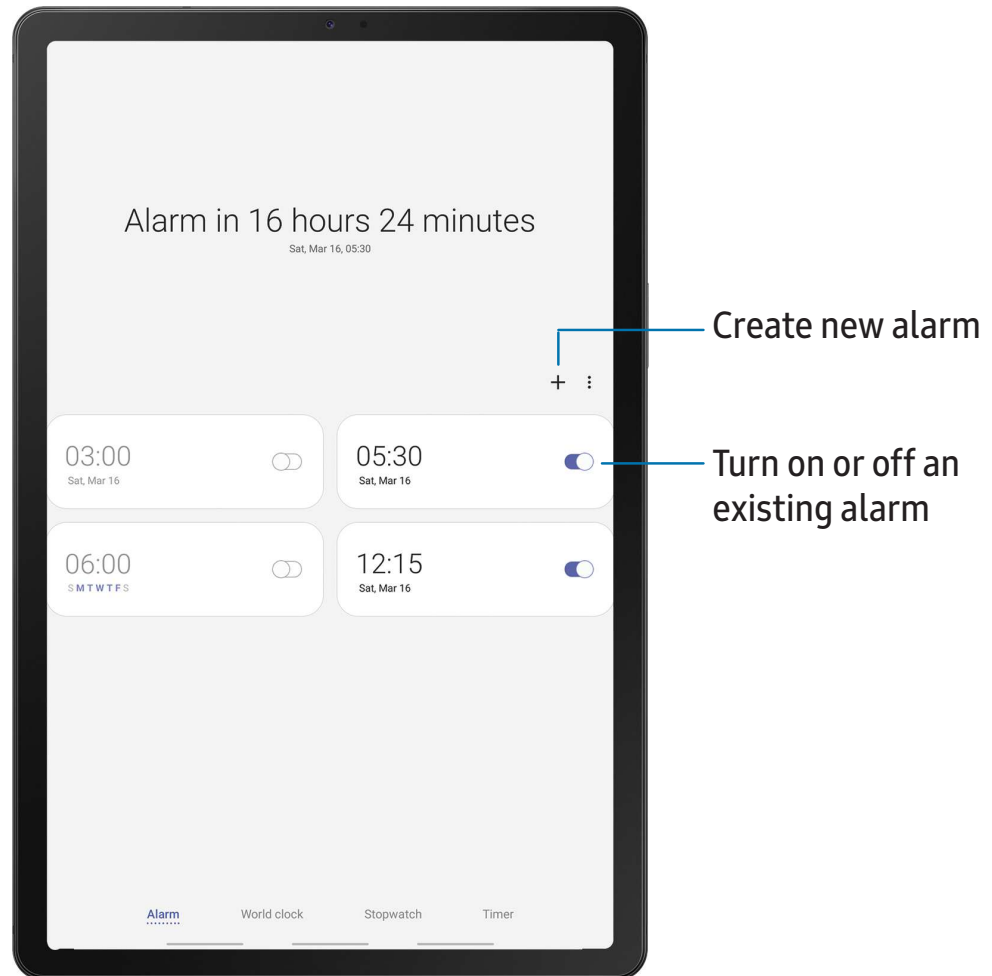 Alarm in 16 hours 24 minutes
Sat, Mar 16, 05:30
Create new alarm
03:00
Sat, Mar 16
05:30
Sat, Mar 16
Turn on or off an
existing alarm
06:00
SMTWTFS
12:15
Sat, Mar 16
Alarm World clock Stopwatch Timer